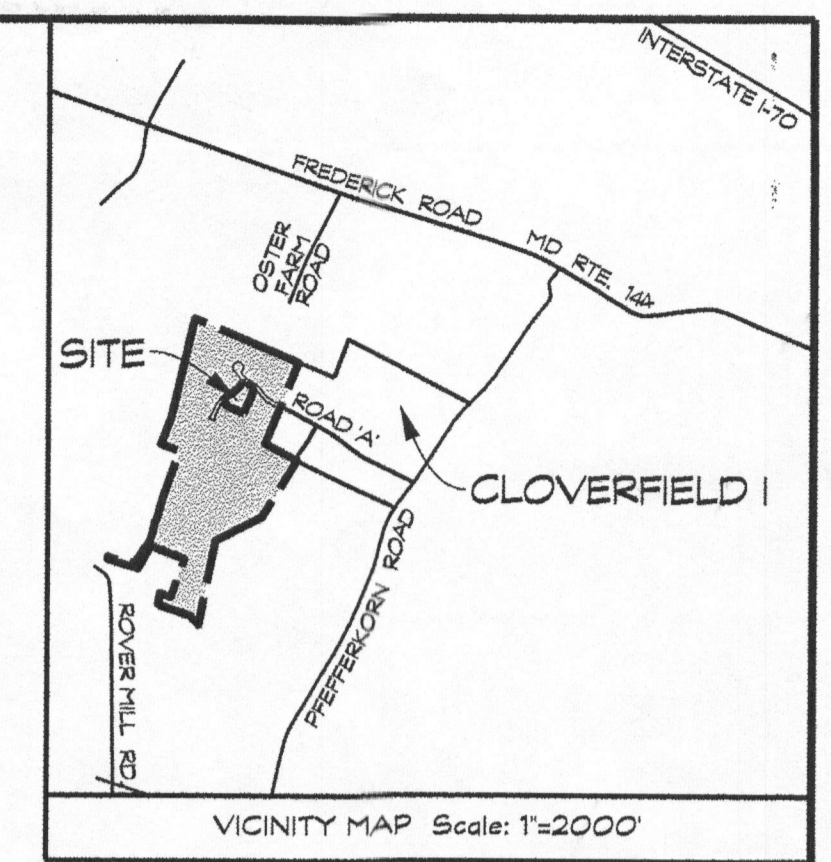 INTERSTATE I-70
FREDERICK ROAD
MD RTE. 144
OSTER
FARM
ROAD
SITE
ROAD 'A'
CLOVERFIELD I
PFEFFERKORN ROAD
ROVER MILL RD
VICINITY MAP Scale: 1"=2000'